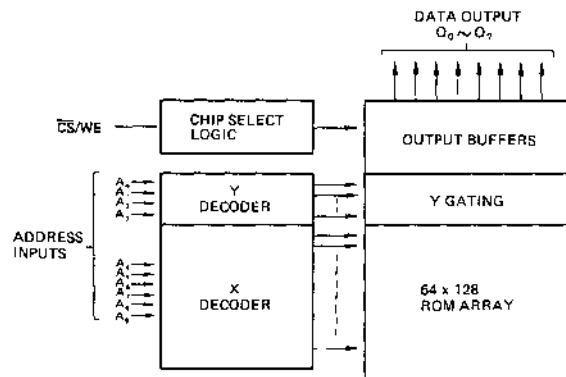 DATA OUTPUT
O₀ ~ O₇
CS/WE
CHIP SELECT
LOGIC
OUTPUT BUFFERS
Y
DECODER
Y GATING
ADDRESS
INPUTS
X
DECODER
64 x 128
ROM ARRAY